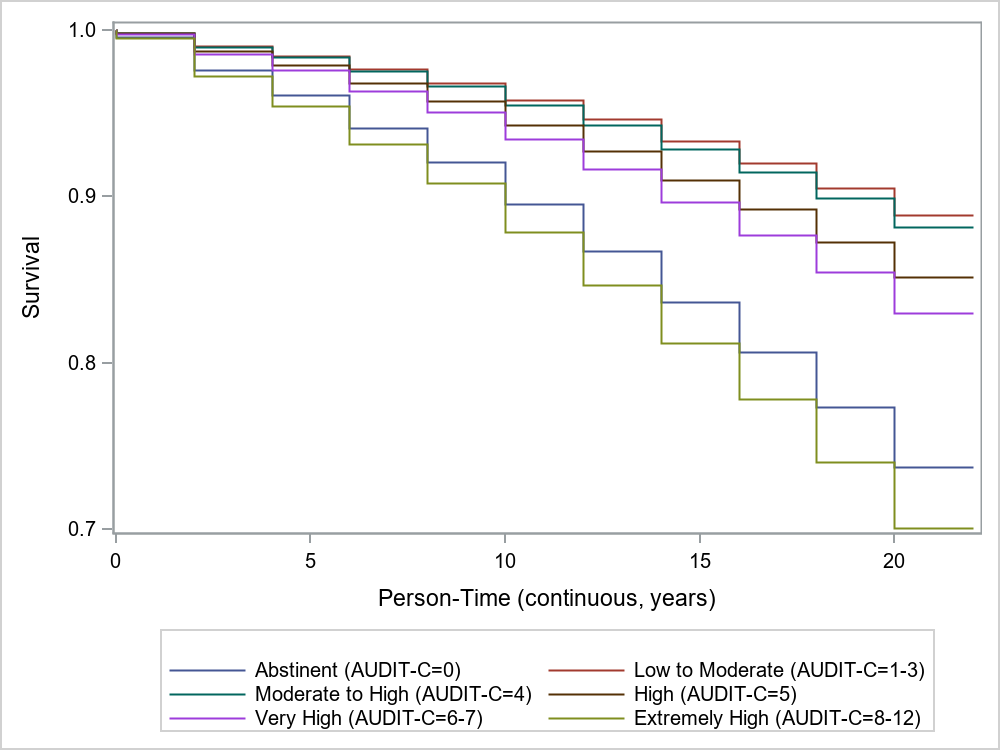 1.0
0.9
0.8
0.7
Survival
0 5 10 15 20
Person-Time (continuous, years)
Abstinent (AUDIT-C=0) Low to Moderate (AUDIT-C=1-3)
Moderate to High (AUDIT-C=4) High (AUDIT-C=5)
Very High (AUDIT-C=6-7) Extremely High (AUDIT-C=8-12)